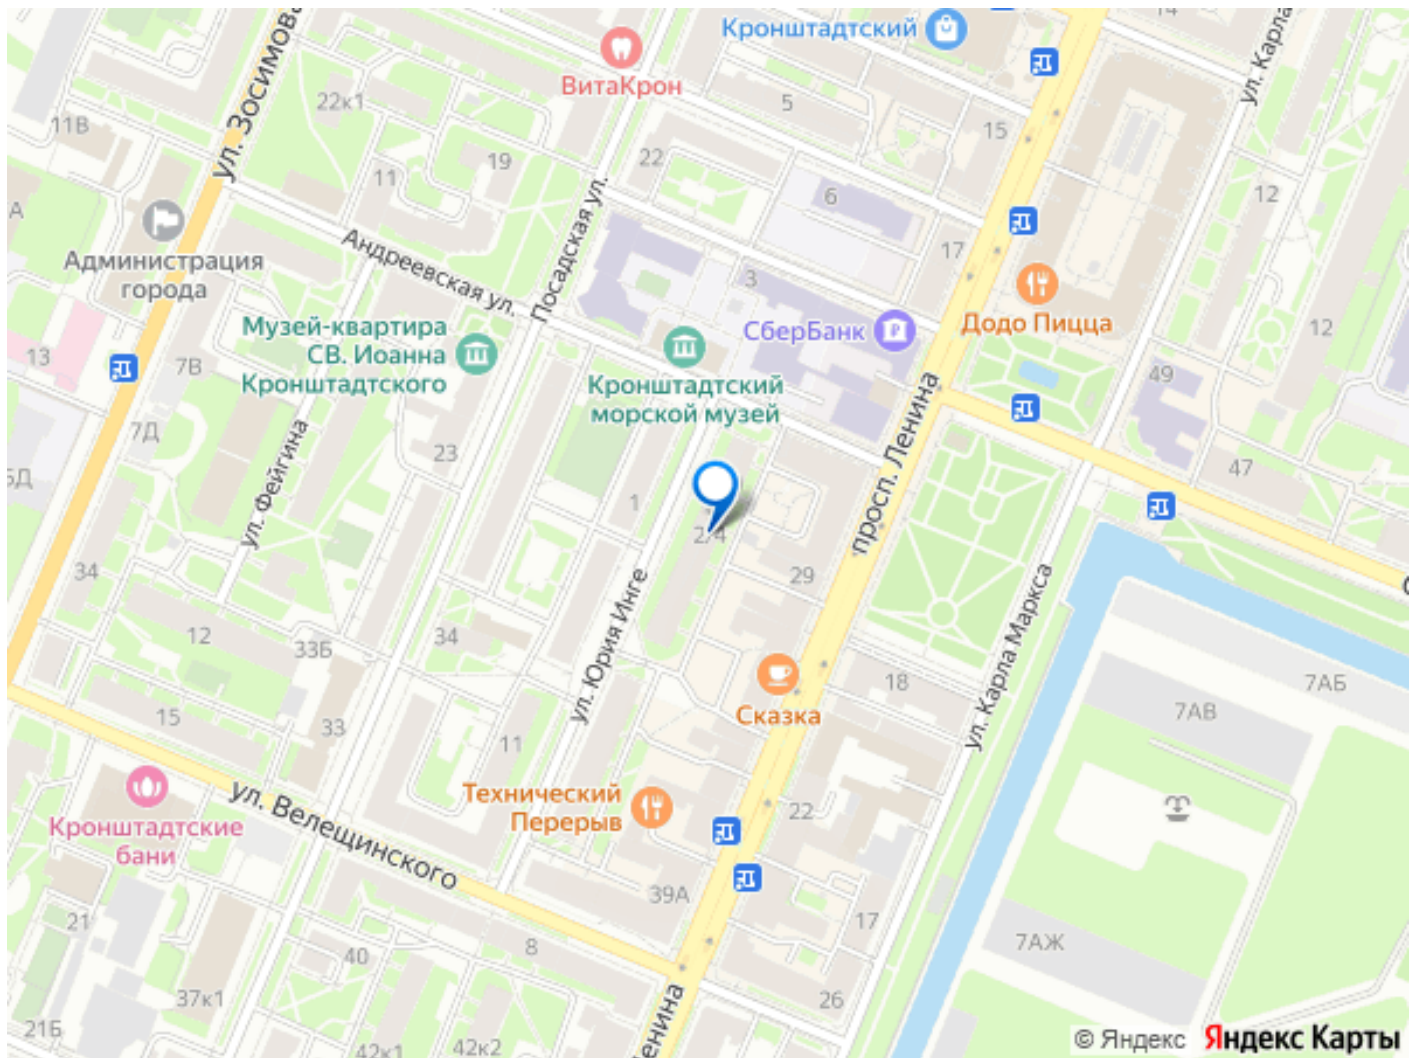 Кронштадтский
14
ул. Карла
ул. Зосимова
ВитаКрон
22к1
5
11В
15
19
22
11
12
6
А
Посадская ул.
Андреевская ул.
17
Администрация
города
3
Музей-квартира
СВ. Иоанна
Кронштадтского
СберБанк
Додо Пицца
12
13
7В
Кронштадтский
морской музей
49
просп. Ленина
7Д
23
47
5Д
ул. Фейгина
1
2/4
29
34
ул. Юрия Инге
ул. Карла Маркса
12
34
33Б
18
7АБ
15
33
Сказка
7АВ
11
Технический
Перерыв
ул. Велещинского
22
Кронштадтские
бани
39А
21
17
40
8
7АЖ
37к1
26
21Б
42к1
42к2
Ленина
© Яндекс Яндекс Карты